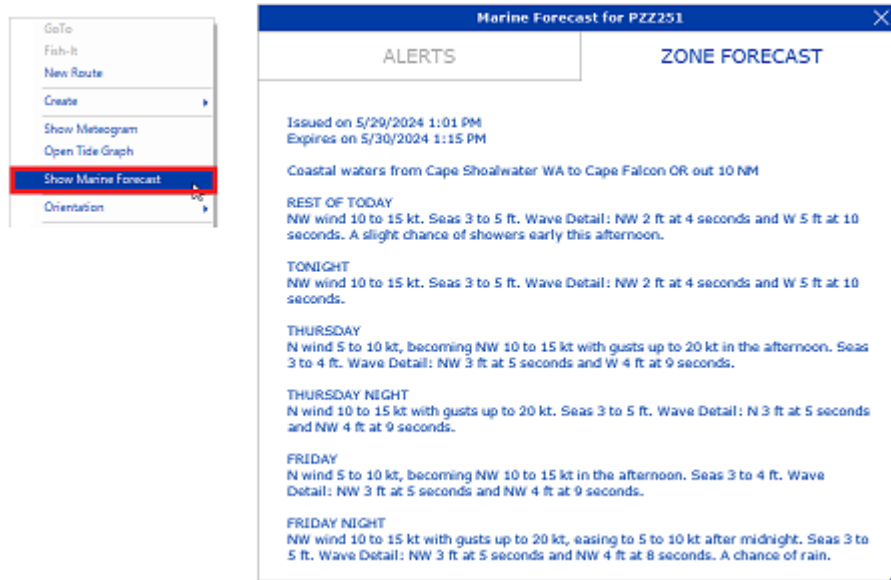 GoTo
Fish-It
New Route
Create
Show Meteogram
Open Tide Graph
Show Marine Forecast
Orientation
Marine Forecast for PZZ251
ALERTS
ZONE FORECAST
Issued on 5/29/2024 1:01 PM
Expires on 5/30/2024 1:15 PM
Coastal waters from Cape Shoalwater WA to Cape Falcon OR out 10 NM
REST OF TODAY
NW wind 10 to 15 kt. Seas 3 to 5 ft. Wave Detail: NW 2 ft at 4 seconds and W 5 ft at 10
seconds. A slight chance of showers early this afternoon.
TONIGHT
NW wind 10 to 15 kt. Seas 3 to 5 ft. Wave Detail: NW 2 ft at 4 seconds and W 5 ft at 10
seconds.
THURSDAY
N wind 5 to 10 kt, becoming NW 10 to 15 kt with gusts up to 20 kt in the afternoon. Seas
3 to 4 ft. Wave Detail: NW 3 ft at 5 seconds and W 4 ft at 9 seconds.
THURSDAY NIGHT
N wind 10 to 15 kt with gusts up to 20 kt. Seas 3 to 5 ft. Wave Detail: N 3 ft at 5 seconds
and NW 4 ft at 9 seconds.
FRIDAY
N wind 5 to 10 kt, becoming NW 10 to 15 kt in the afternoon. Seas 3 to 4 ft. Wave
Detail: NW 3 ft at 5 seconds and NW 4 ft at 9 seconds.
FRIDAY NIGHT
NW wind 10 to 15 kt with gusts up to 20 kt, easing to 5 to 10 kt after midnight. Seas 3 to
5 ft. Wave Detail: NW 3 ft at 5 seconds and NW 4 ft at 8 seconds. A chance of rain.